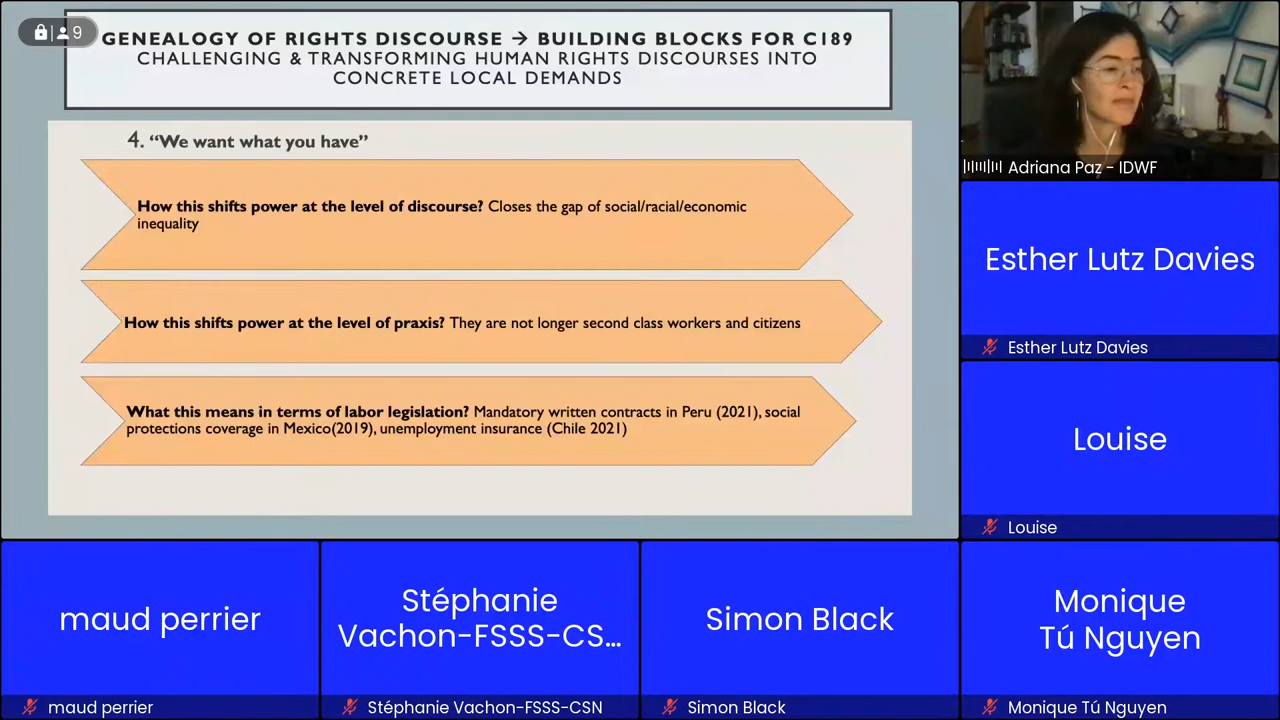 9
GENEALOGY OF RIGHTS DISCOURSE → BUILDING BLOCKS FOR C189
CHALLENGING & TRANSFORMING HUMAN RIGHTS DISCOURSES INTO
CONCRETE LOCAL DEMANDS
4. “We want what you have”
How this shifts power at the level of discourse? Closes the gap of social/racial/economic
inequality
How this shifts power at the level of praxis? They are not longer second class workers and citizens
What this means in terms of labor legislation? Mandatory written contracts in Peru (2021), social
protections coverage in Mexico(2019), unemployment insurance (Chile 2021)
Adriana Paz - IDWF
Esther Lutz Davies
Esther Lutz Davies
Louise
Louise
maud perrier
maud perrier
Stéphanie
Vachon-FSSS-CS...
Stéphanie Vachon-FSSS-CSN
Simon Black
Simon Black
Monique
Tú Nguyen
Monique Tú Nguyen